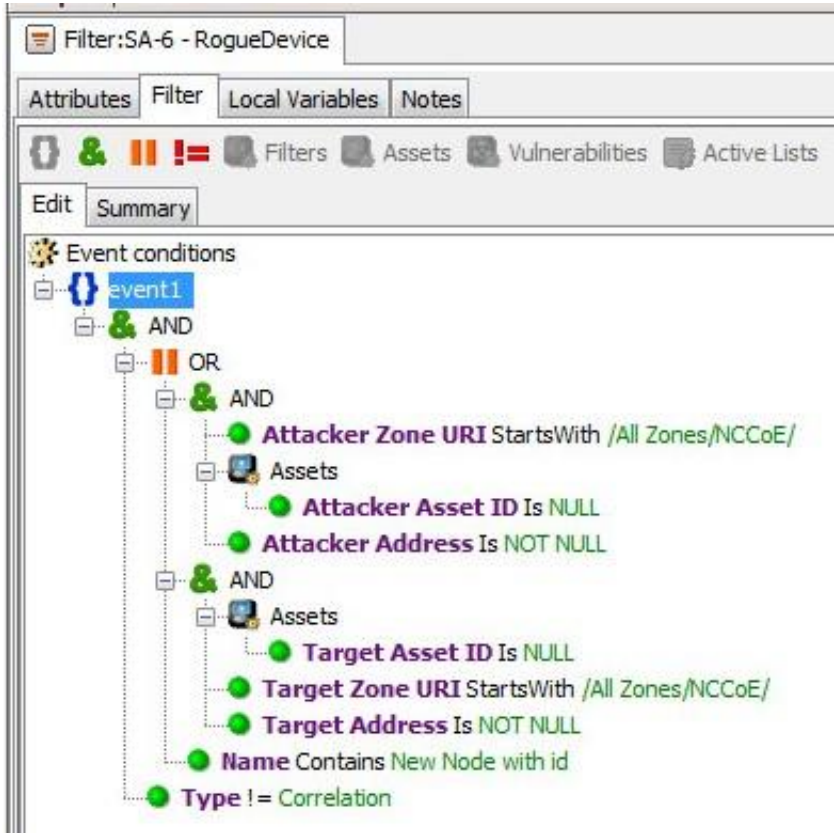 Filter:SA-6 - RogueDevice
Attributes Filter Local Variables Notes
{} & || != Filters Assets Vulnerabilities Active Lists
Edit Summary
Event conditions
{} event1
& AND
|| OR
& AND
Attacker Zone URI StartsWith /All Zones/NCCoE/
Assets
Attacker Asset ID Is NULL
Attacker Address Is NOT NULL
& AND
Assets
Target Asset ID Is NULL
Target Zone URI StartsWith /All Zones/NCCoE/
Target Address Is NOT NULL
Name Contains New Node with id
Type != Correlation